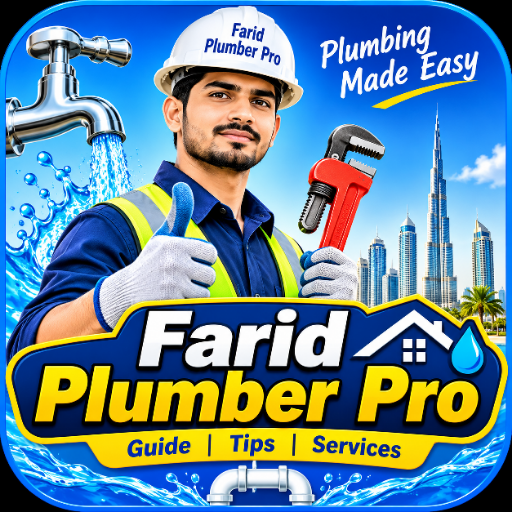 Farid
Plumber Pro
Plumbing
Made Easy
Farid
Plumber Pro
Guide | Tips | Services